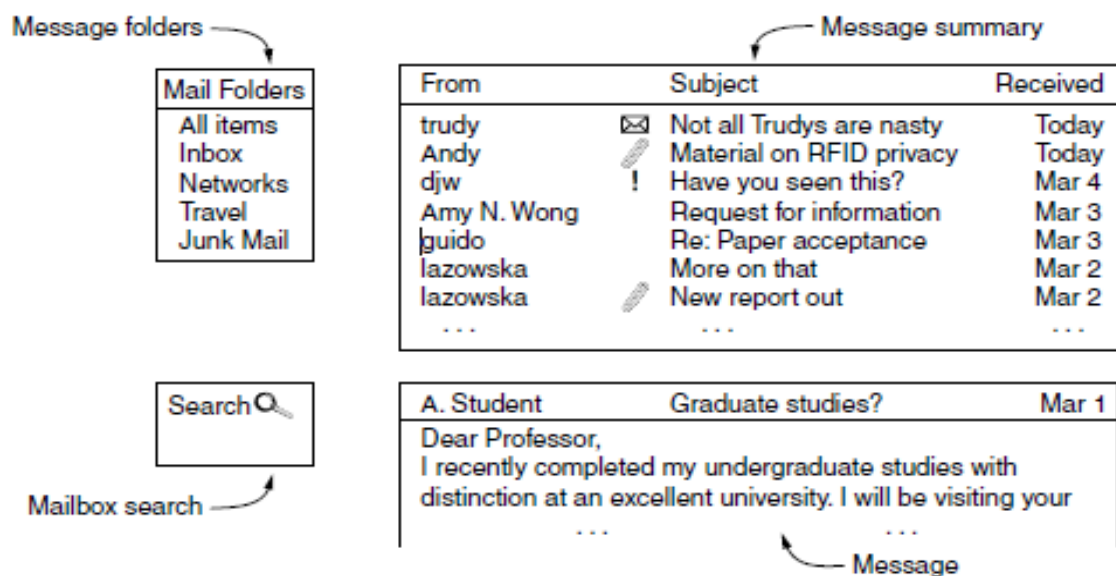 Message folders
Message summary
Mail Folders
All items
Inbox
Networks
Travel
Junk Mail
From Subject Received
trudy Not all Trudys are nasty Today
Andy Material on RFID privacy Today
djw ! Have you seen this? Mar 4
Amy N. Wong Request for information Mar 3
guido Re: Paper acceptance Mar 3
lazowska More on that Mar 2
lazowska New report out Mar 2
. . . . . . . . .
Search
Mailbox search
A. Student Graduate studies? Mar 1
Dear Professor,
I recently completed my undergraduate studies with
distinction at an excellent university. I will be visiting your
. . . . . .
Message